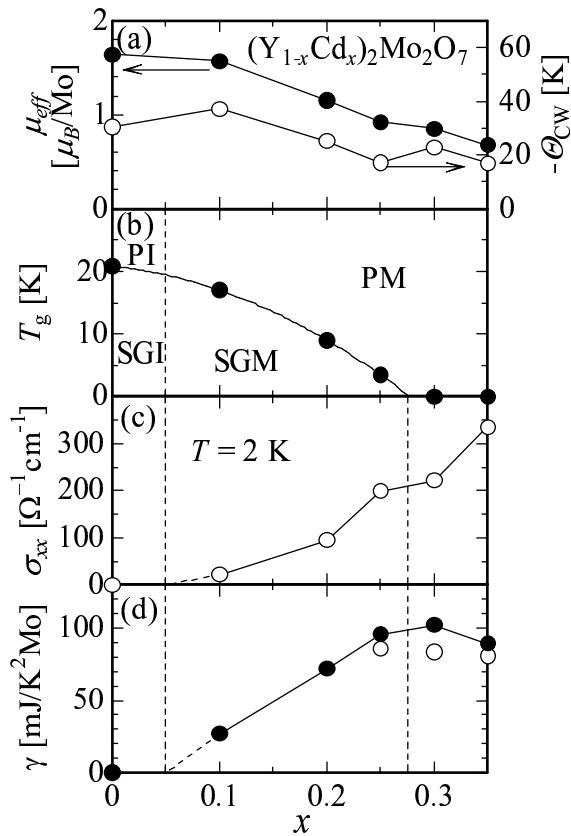 (a)
(Y1-xCdx)2Mo2O7
μeff
[μB/Mo]
2
1
0
60
40
20
0
-ΘCW [K]
(b)
PI
PM
SGI
SGM
Tg [K]
20
10
0
(c)
T = 2 K
σxx [Ω−1cm−1]
300
200
100
0
(d)
γ [mJ/K2Mo]
100
50
0
0 0.1 0.2 0.3
x